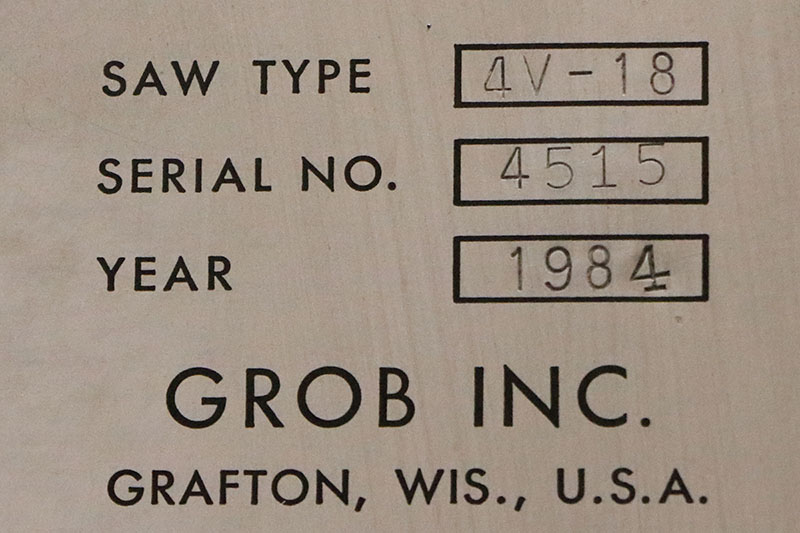 SAW TYPE 4V-18
SERIAL NO. 4515
YEAR 1984
GROB INC.
GRAFTON, WIS., U.S.A.